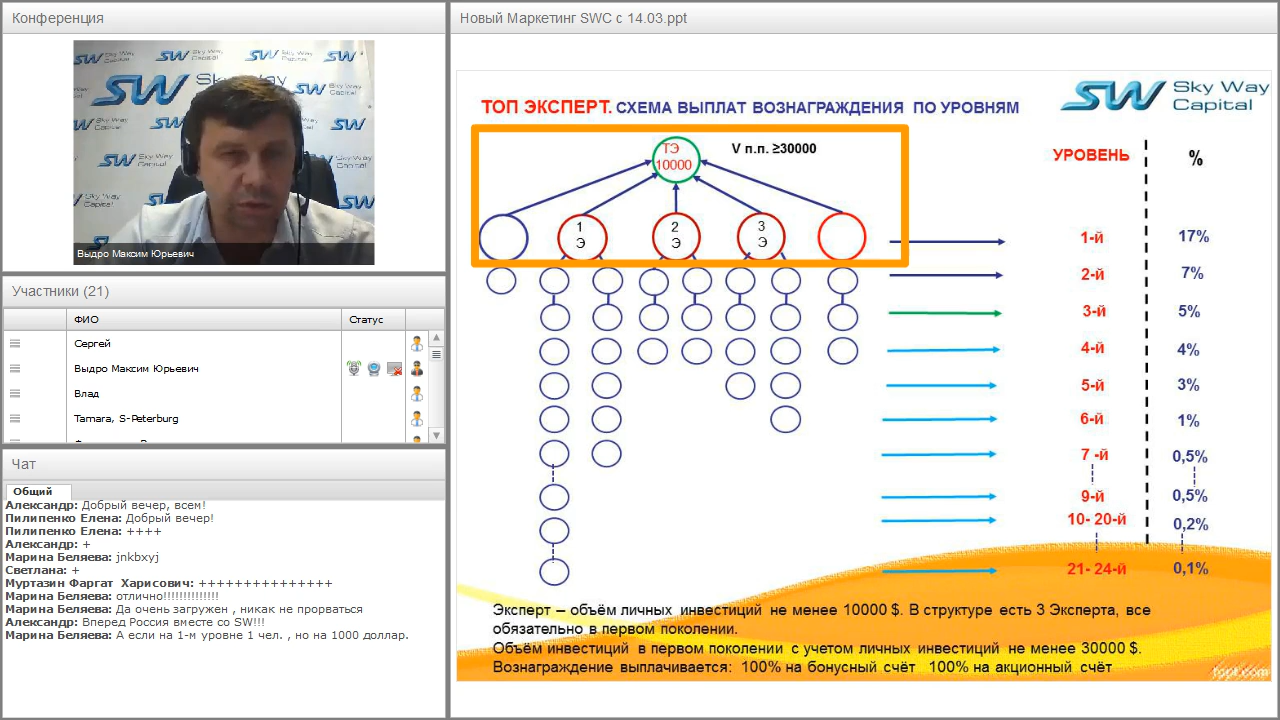 Конференция
SW
Sky Way
Capital
Выдро Максим Юрьевич
Участники (21)
ФИО
Статус
Сергей
Выдро Максим Юрьевич
Влад
Tamara, S-Peterburg
Чат
Общий
Александр: Добрый вечер, всем!
Пилипенко Елена: Добрый вечер!
Пилипенко Елена: ++++
Александр: +
Марина Беляева: jnkbxyj
Светлана: +
Муртазин Фаргат Харисович: +++++++++++++++
Марина Беляева: отлично!!!!!!!!!!!!!!
Марина Беляева: Да очень загружен , никак не прорваться
Александр: Вперед Россия вместе со SW!!!
Марина Беляева: А если на 1-м уровне 1 чел. , но на 1000 доллар.
Новый Маркетинг SWC с 14.03.ppt
SW Sky Way
Capital
ТОП ЭКСПЕРТ. СХЕМА ВЫПЛАТ ВОЗНАГРАЖДЕНИЯ ПО УРОВНЯМ
ТЭ
10000
V п.п. ≥30000
1
Э
2
Э
3
Э
УРОВЕНЬ %
1-й 17%
2-й 7%
3-й 5%
4-й 4%
5-й 3%
6-й 1%
7 -й 0,5%
9-й 0,5%
10- 20-й 0,2%
21- 24-й 0,1%
Эксперт – объём личных инвестиций не менее 10000 $. В структуре есть 3 Эксперта, все
обязательно в первом поколении.
Объём инвестиций в первом поколении с учетом личных инвестиций не менее 30000 $.
Вознаграждение выплачивается: 100% на бонусный счёт 100% на акционный счёт
fppt.com